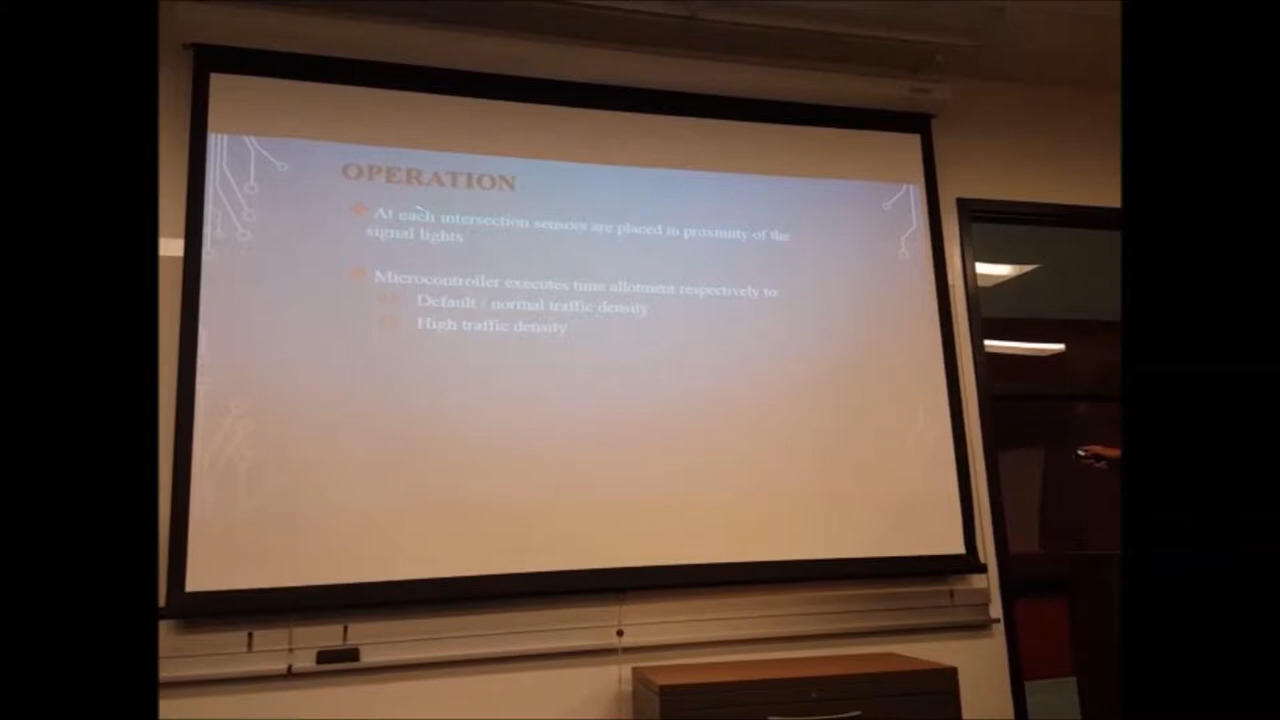 OPERATION
At each intersection sensors are placed in proximity of the
signal lights
Microcontroller executes time allotment respectively to
Default / normal traffic density
High traffic density